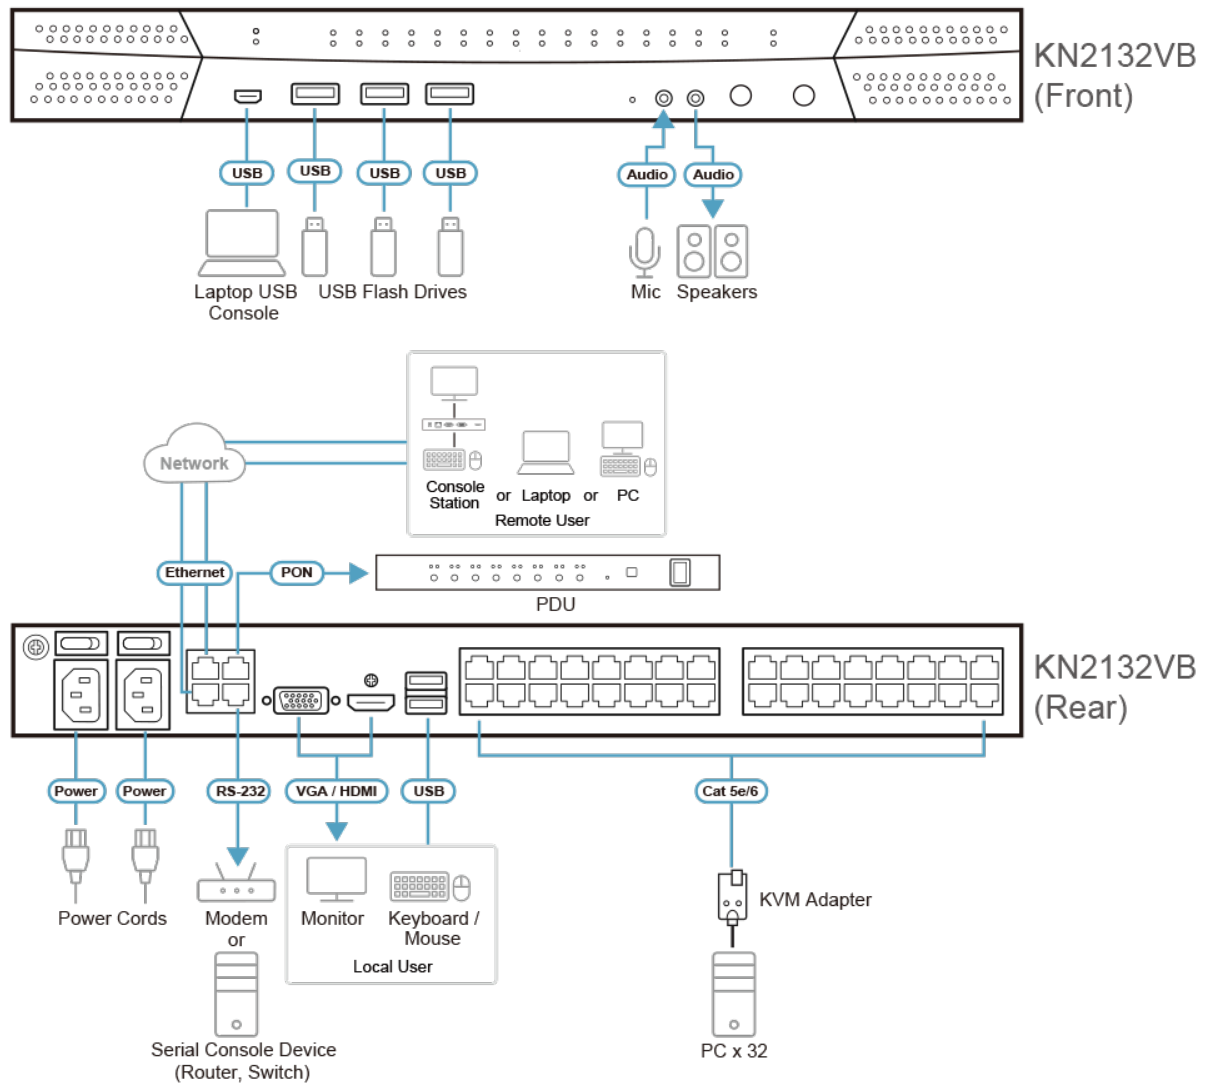 KN2132VB
(Front)
USB
USB
USB
USB
Audio
Audio
Laptop USB
Console
USB Flash Drives
Mic
Speakers
Network
Console
Station
or
Laptop
or
PC
Remote User
Ethernet
PON
PDU
KN2132VB
(Rear)
Power
Power
RS-232
VGA / HDMI
USB
Cat 5e/6
Power Cords
Modem
or
Serial Console Device
(Router, Switch)
Monitor
Keyboard /
Mouse
Local User
KVM Adapter
PC x 32